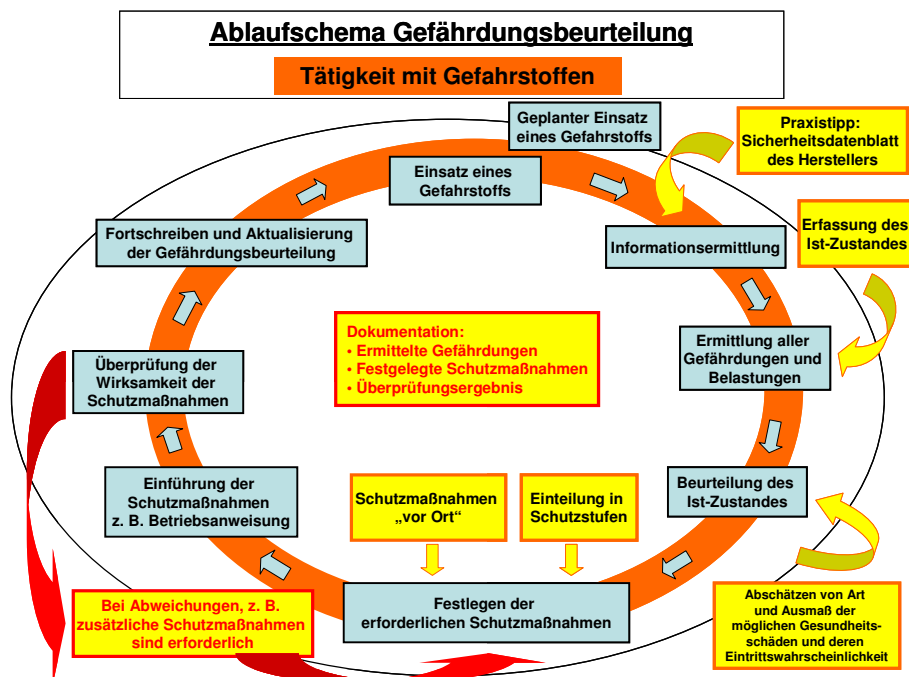 Ablaufschema Gefährdungsbeurteilung
Tätigkeit mit Gefahrstoffen
Geplanter Einsatz
eines Gefahrstoffs
Praxistipp:
Sicherheitsdatenblatt
des Herstellers
Einsatz eines
Gefahrstoffs
Fortschreiben und Aktualisierung
der Gefährdungsbeurteilung
Informationsermittlung
Erfassung des
Ist-Zustandes
Dokumentation:
• Ermittelte Gefährdungen
• Festgelegte Schutzmaßnahmen
• Überprüfungsergebnis
Ermittlung aller
Gefährdungen und
Belastungen
Überprüfung der
Wirksamkeit der
Schutzmaßnahmen
Einführung der
Schutzmaßnahmen
z. B. Betriebsanweisung
Schutzmaßnahmen
„vor Ort“
Einteilung in
Schutzstufen
Beurteilung des
Ist-Zustandes
Bei Abweichungen, z. B.
zusätzliche Schutzmaßnahmen
sind erforderlich
Festlegen der
erforderlichen Schutzmaßnahmen
Abschätzen von Art
und Ausmaß der
möglichen Gesundheits-
schäden und deren
Eintrittswahrscheinlichkeit